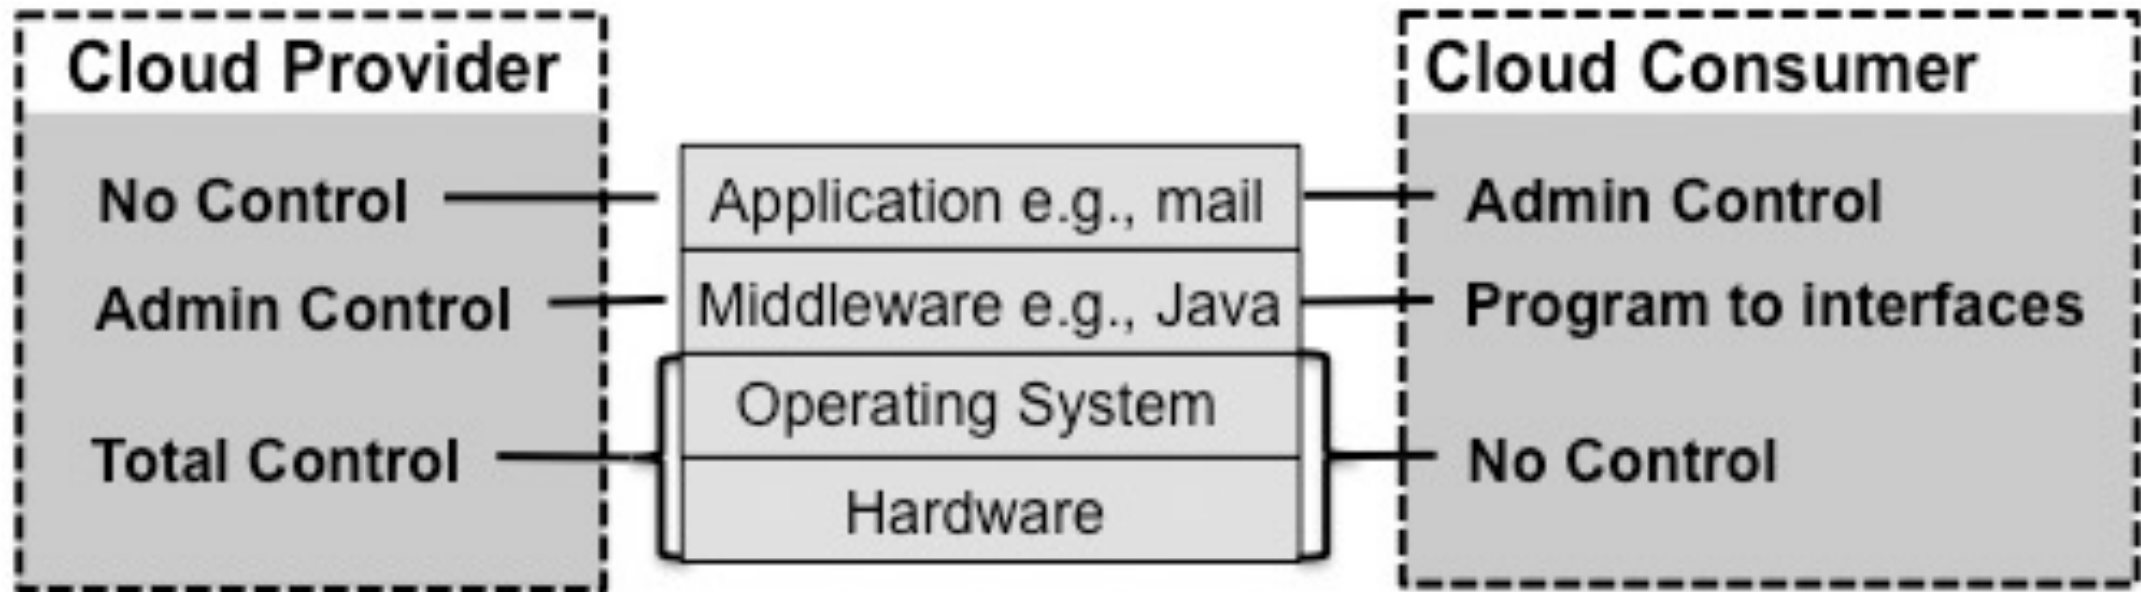 Cloud Provider
No Control
Admin Control
Total Control
Application e.g., mail
Middleware e.g., Java
Operating System
Hardware
Cloud Consumer
Admin Control
Program to interfaces
No Control